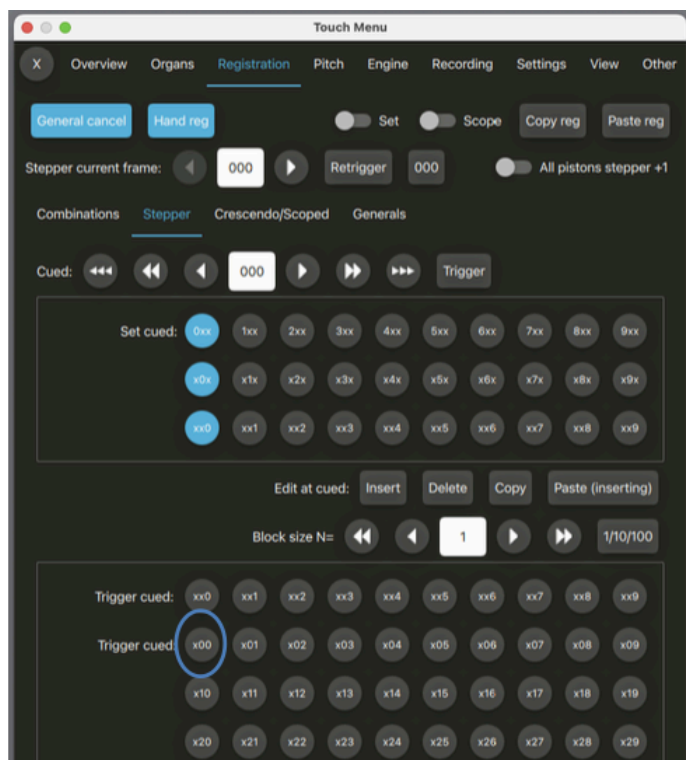 Touch Menu
X Overview Organs Registration Pitch Engine Recording Settings View Other
General cancel Hand reg Set Scope Copy reg Paste reg
Stepper current frame: 000 Retrigger 000 All pistons stepper +1
Combinations Stepper Crescendo/Scoped Generals
Cued: 000 Trigger
Set cued: 0xx 1xx 2xx 3xx 4xx 5xx 6xx 7xx 8xx 9xx
x0x x1x x2x x3x x4x x5x x6x x7x x8x x9x
xx0 xx1 xx2 xx3 xx4 xx5 xx6 xx7 xx8 xx9
Edit at cued: Insert Delete Copy Paste (inserting)
Block size N= 1 1/10/100
Trigger cued: xx0 xx1 xx2 xx3 xx4 xx5 xx6 xx7 xx8 xx9
Trigger cued: x00 x01 x02 x03 x04 x05 x06 x07 x08 x09
x10 x11 x12 x13 x14 x15 x16 x17 x18 x19
x20 x21 x22 x23 x24 x25 x26 x27 x28 x29